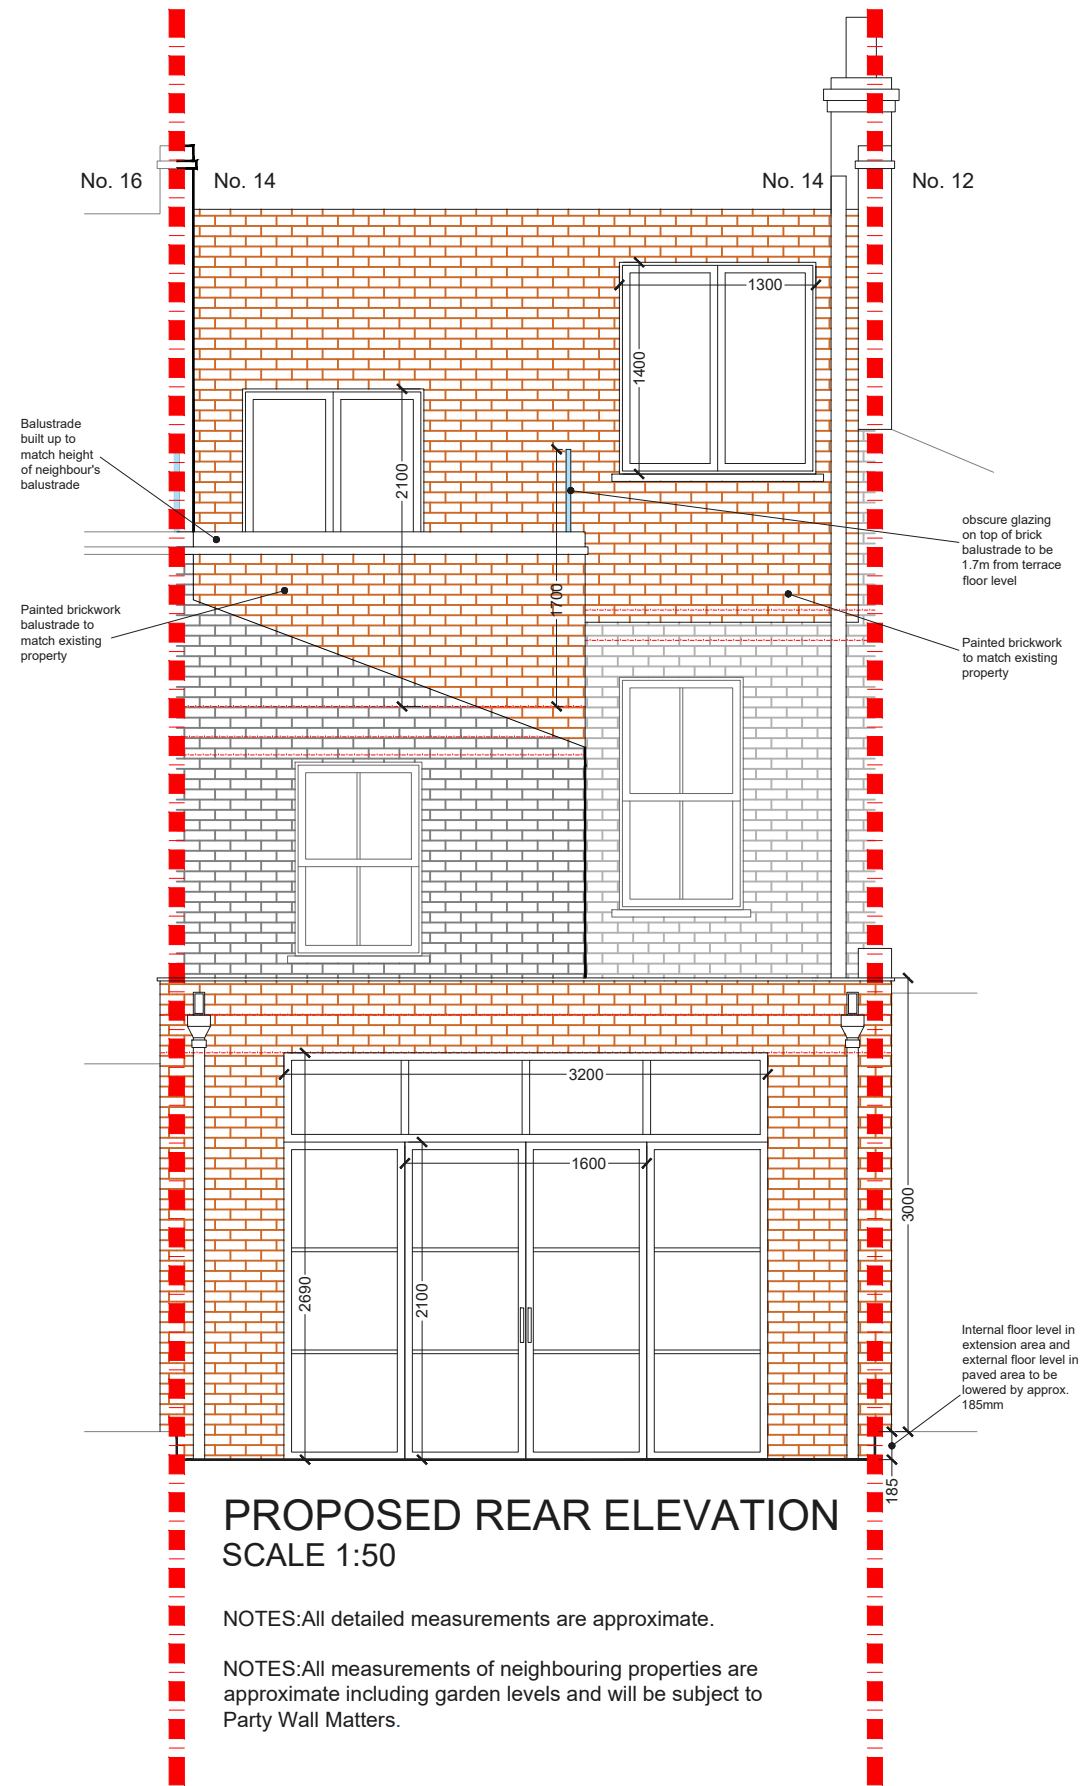 No. 16
No. 14
No. 14
No. 12
1300
1400
2100
Balustrade
built up to
match height
of neighbour's
balustrade
obscure glazing
on top of brick
balustrade to be
1.7m from terrace
floor level
1700
Painted brickwork
balustrade to
match existing
property
Painted brickwork
to match existing
property
3200
1600
3000
2690
2100
Internal floor level in
extension area and
external floor level in
paved area to be
lowered by approx.
185mm
185
PROPOSED REAR ELEVATION
SCALE 1:50
NOTES:All detailed measurements are approximate.
NOTES:All measurements of neighbouring properties are
approximate including garden levels and will be subject to
Party Wall Matters.